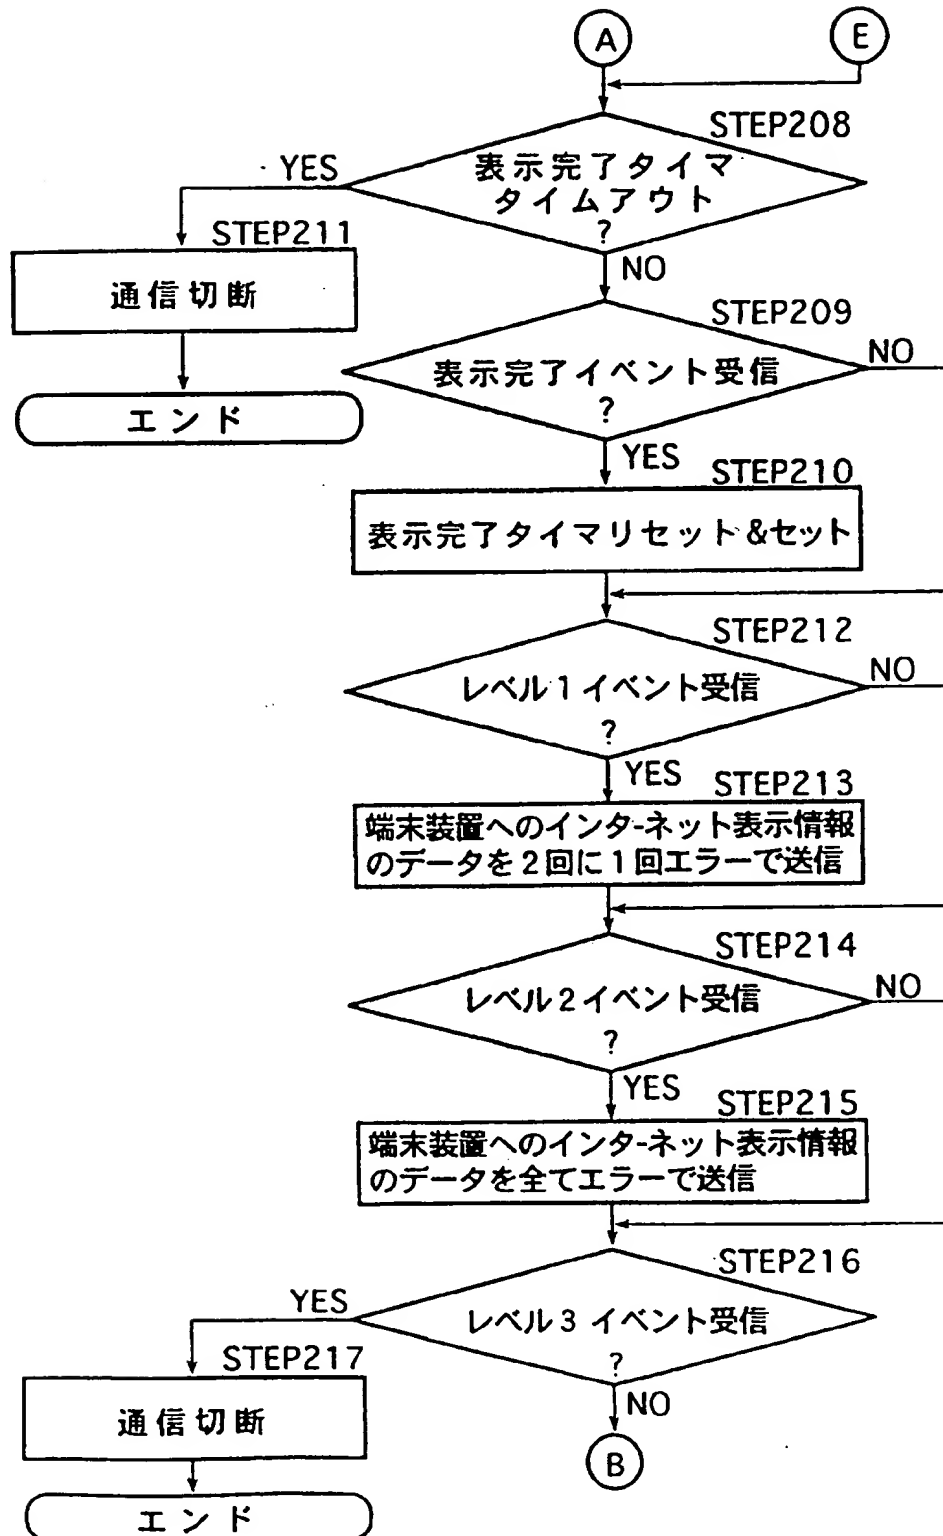 A
E
STEP208
YES
表示完了タイマ
タイムアウト
?
STEP211
NO
通信切断
STEP209
NO
表示完了イベント受信
?
エンド
YES
STEP210
表示完了タイマリセット&セット
STEP212
NO
レベル1イベント受信
?
YES
STEP213
端末装置へのインタ-ネット表示情報
のデータを2回に1回エラーで送信
STEP214
NO
レベル2イベント受信
?
YES
STEP215
端末装置へのインタ-ネット表示情報
のデータを全てエラーで送信
STEP216
YES
レベル3 イベント受信
?
STEP217
NO
通信切断
B
エンド